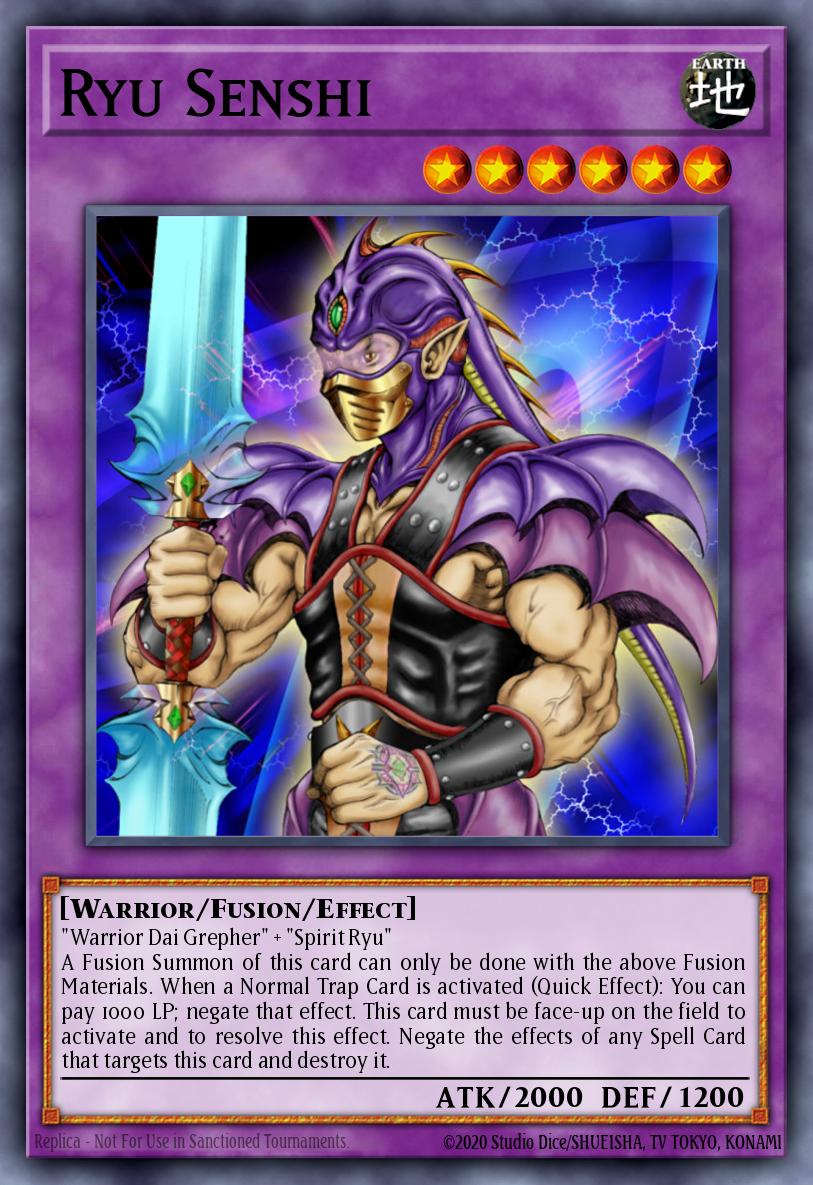 Ryu Senshi
EARTH
地
[Warrior/Fusion/Effect]
"Warrior Dai Grepher" + "Spirit Ryu"
A Fusion Summon of this card can only be done with the above Fusion
Materials. When a Normal Trap Card is activated (Quick Effect): You can
pay 1000 LP; negate that effect. This card must be face-up on the field to
activate and to resolve this effect. Negate the effects of any Spell Card
that targets this card and destroy it.
ATK/2000 DEF/1200
Replica - Not For Use in Sanctioned Tournaments.
©2020 Studio Dice/SHUEISHA, TV TOKYO, KONAMI